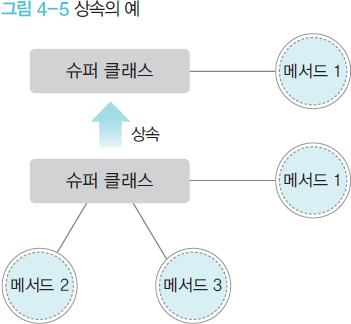 그림 4-5 상속의 예
슈퍼 클래스
메서드 1
상속
슈퍼 클래스
메서드 1
메서드 2
메서드 3